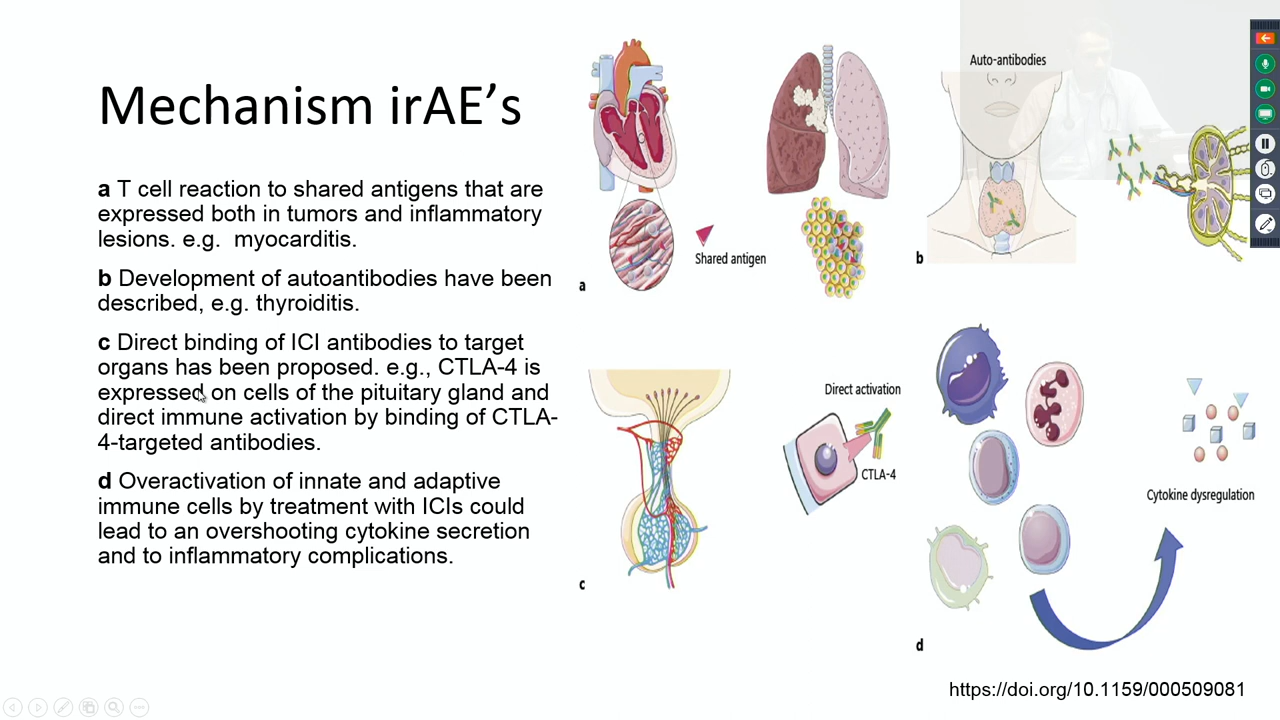 Mechanism irAE’s
a T cell reaction to shared antigens that are
expressed both in tumors and inflammatory
lesions. e.g. myocarditis.
b Development of autoantibodies have been
described, e.g. thyroiditis.
c Direct binding of ICI antibodies to target
organs has been proposed. e.g., CTLA-4 is
expressed on cells of the pituitary gland and
direct immune activation by binding of CTLA-
4-targeted antibodies.
d Overactivation of innate and adaptive
immune cells by treatment with ICIs could
lead to an overshooting cytokine secretion
and to inflammatory complications.
Shared antigen
a
Auto-antibodies
b
Direct activation
CTLA-4
c
Cytokine dysregulation
d
https://doi.org/10.1159/000509081